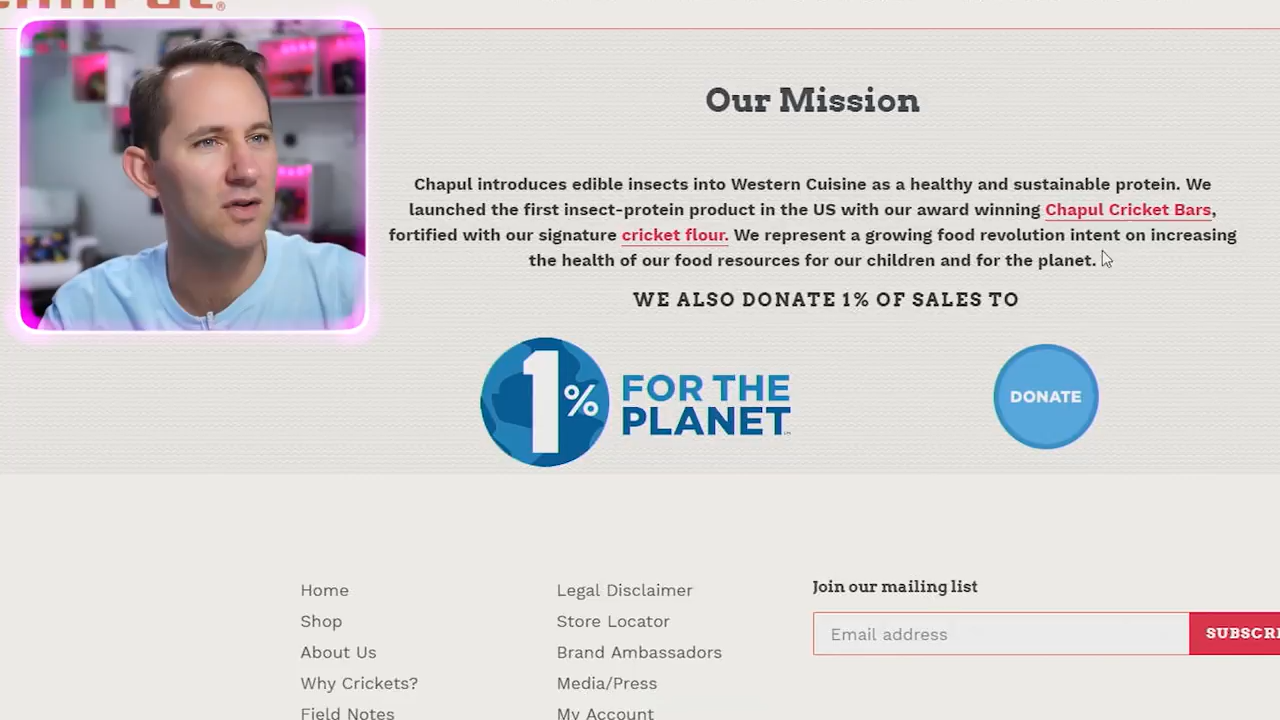 Our Mission
Chapul introduces edible insects into Western Cuisine as a healthy and sustainable protein. We
launched the first insect-protein product in the US with our award winning Chapul Cricket Bars,
fortified with our signature cricket flour. We represent a growing food revolution intent on increasing
the health of our food resources for our children and for the planet.
WE ALSO DONATE 1% OF SALES TO
1% FOR THE
PLANET
DONATE
Home
Legal Disclaimer
Join our mailing list
Shop
Store Locator
Email address
About Us
Brand Ambassadors
Why Crickets?
Media/Press
Field Notes
My Account